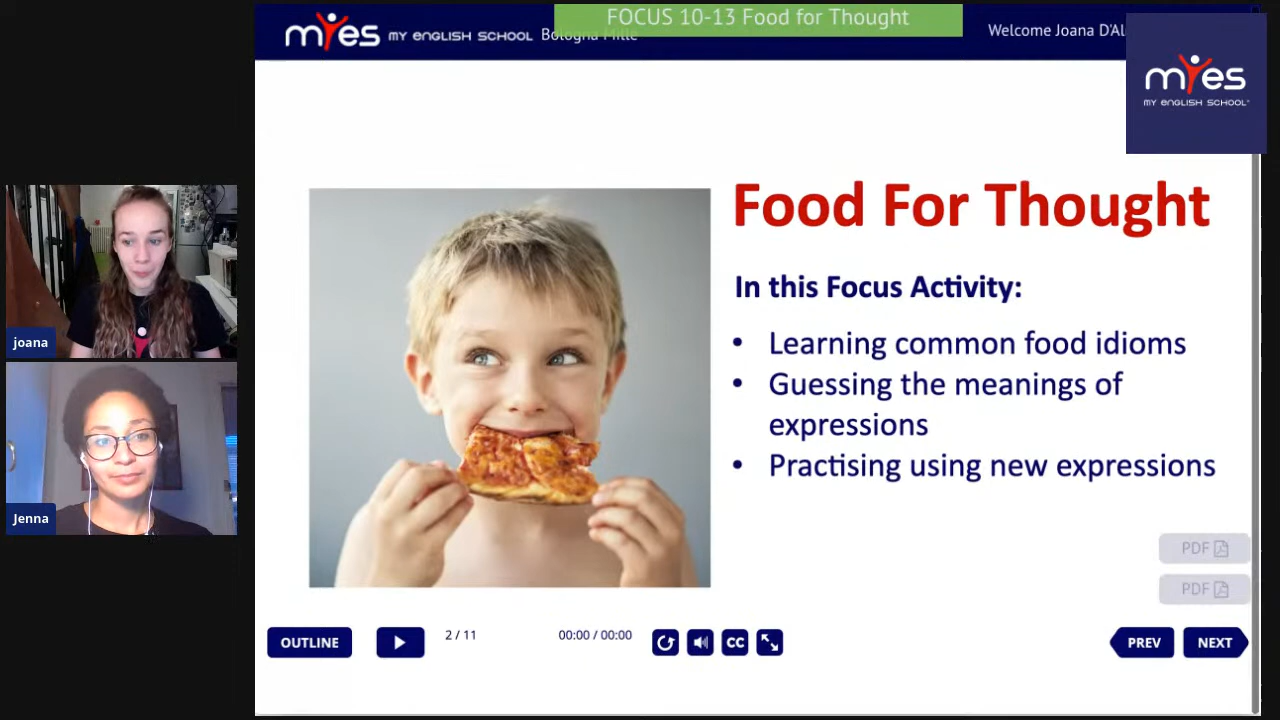 FOCUS 10-13 Food for Thought
myes MY ENGLISH SCHOOL Bologna Mille
Welcome Joana D'Al
myes
MY ENGLISH SCHOOL
Food For Thought
In this Focus Activity:
• Learning common food idioms
• Guessing the meanings of
expressions
• Practising using new expressions
joana
Jenna
PDF
PDF
OUTLINE
2 / 11
00:00 / 00:00
CC
PREV
NEXT